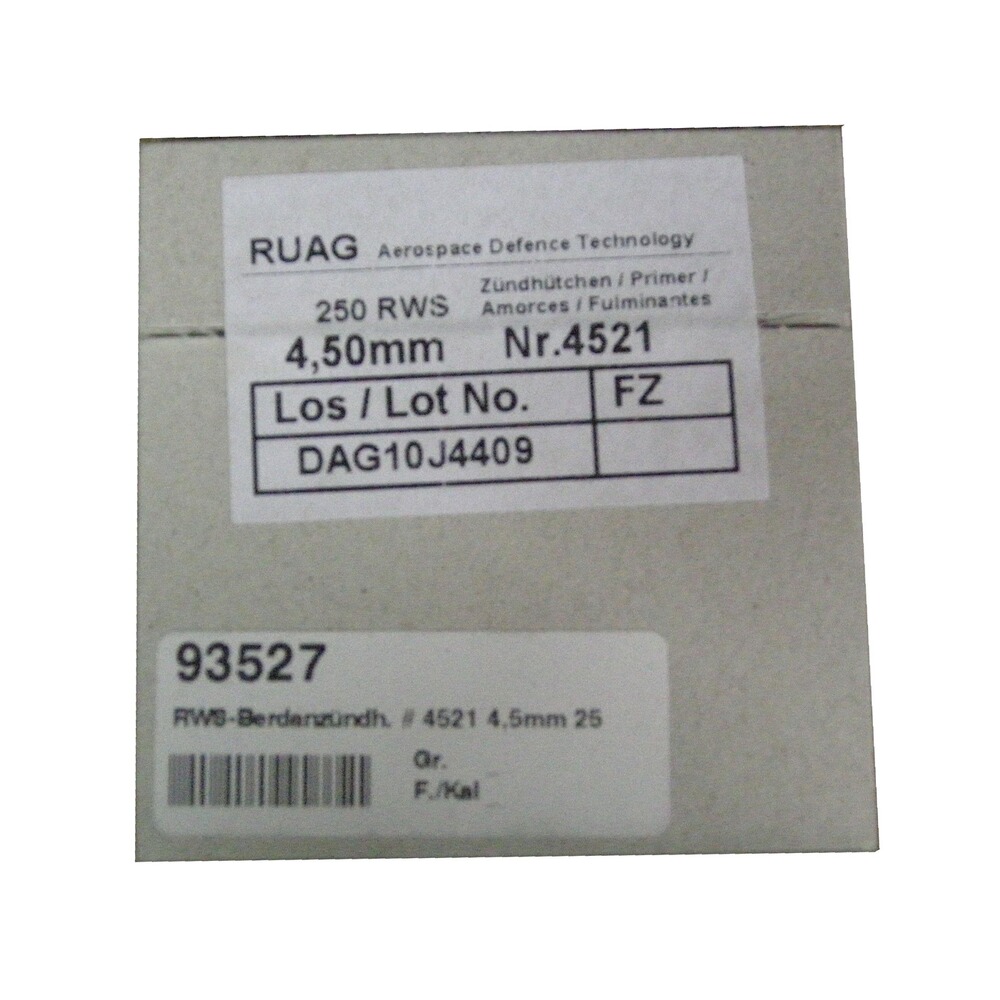 RUAG Aerospace Defence Technology
Zündhütchen / Primer /
250 RWS Amorces / Fulminantes
4,50mm Nr.4521
Los / Lot No. FZ
DAG10J4409
93527
RWS-Berdanzündh. # 4521 4,5mm 25
Gr.
F./Kal